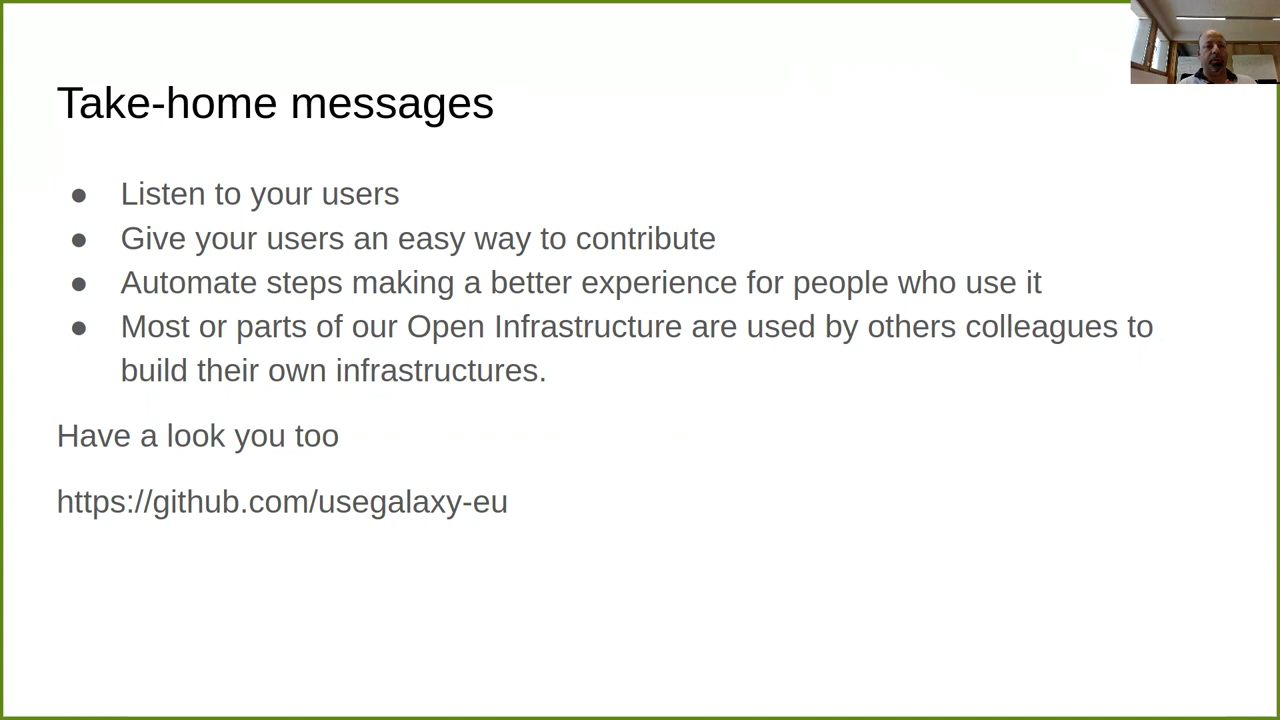 Take-home messages
● Listen to your users
● Give your users an easy way to contribute
● Automate steps making a better experience for people who use it
● Most or parts of our Open Infrastructure are used by others colleagues to
build their own infrastructures.
Have a look you too
https://github.com/usegalaxy-eu